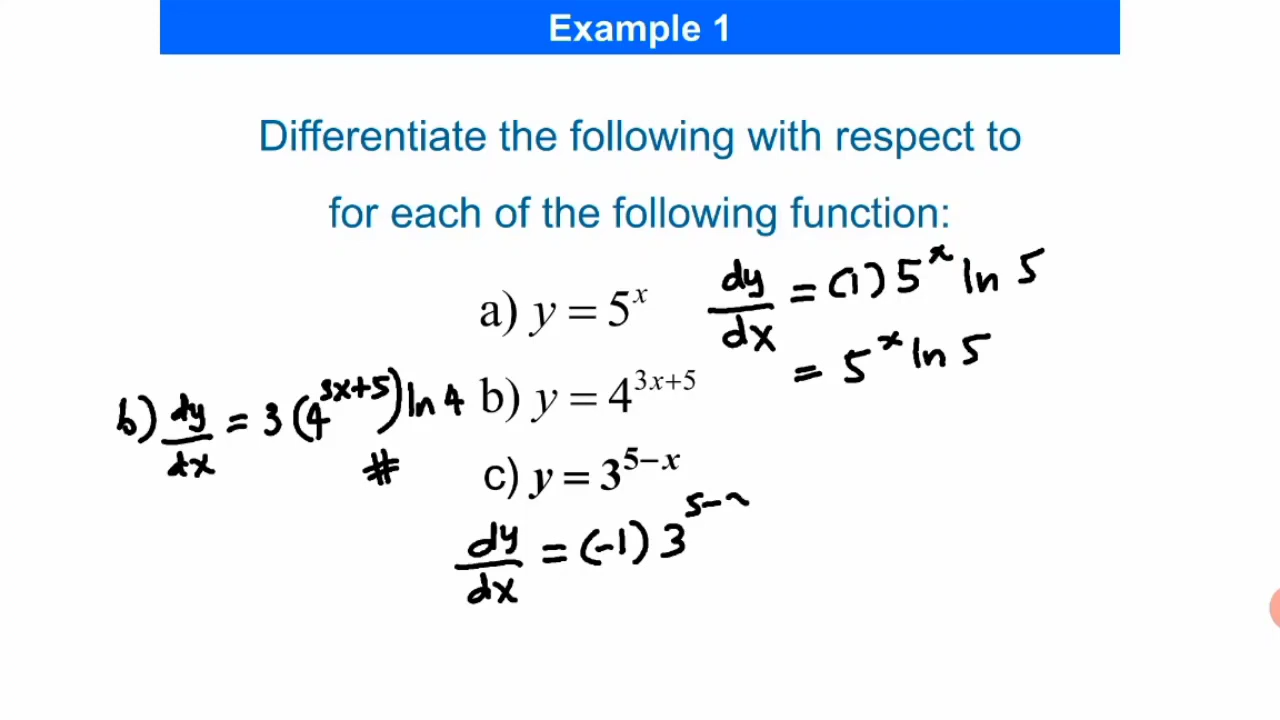 Example 1
Differentiate the following with respect to
for each of the following function:
a) y = 5^x
dy/dx = (1) 5^x ln 5
= 5^x ln 5
b) y = 4^{3x+5}
b) dy/dx = 3 (4^{3x+5}) ln 4
#
c) y = 3^{5−x}
dy/dx = (-1) 3^{5-